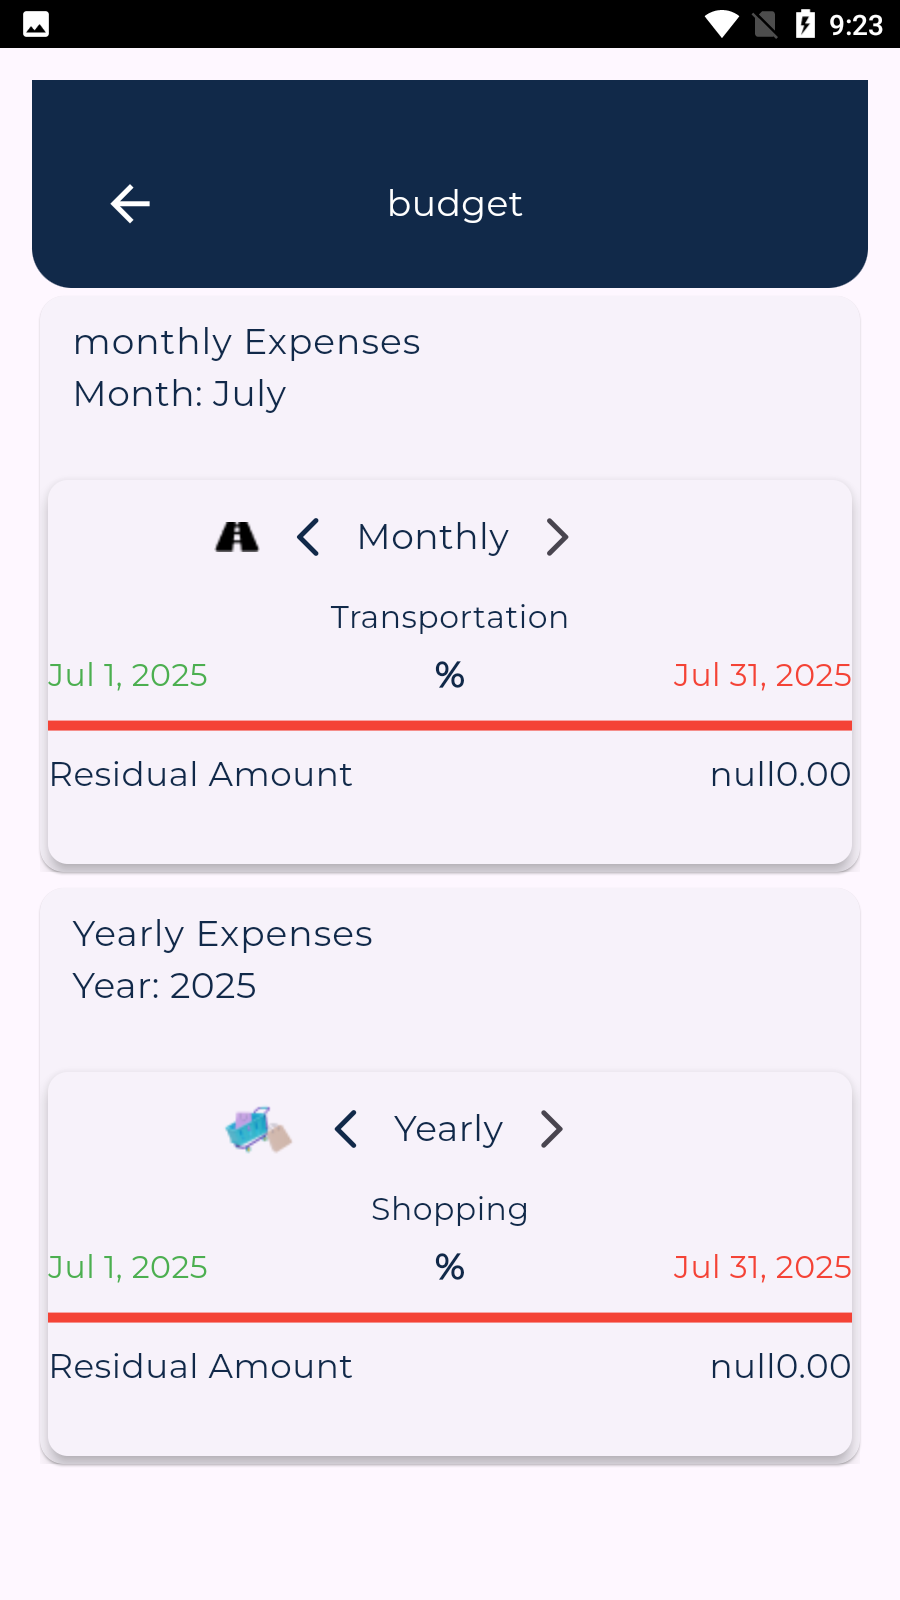 9:23
budget
monthly Expenses
Month: July
Monthly
Transportation
Jul 1, 2025 % Jul 31, 2025
Residual Amount null0.00
Yearly Expenses
Year: 2025
Yearly
Shopping
Jul 1, 2025 % Jul 31, 2025
Residual Amount null0.00